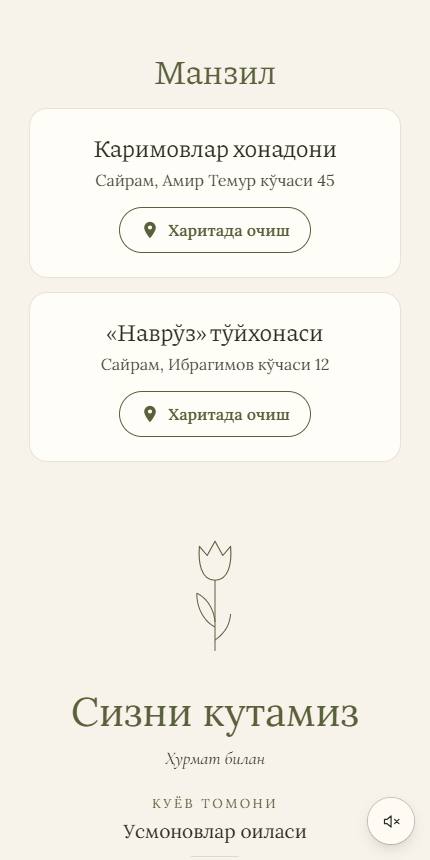 Манзил
Каримовлар хонадони
Сайрам, Амир Темур кўчаси 45
Харитада очиш
«Наврўз» тўйхонаси
Сайрам, Ибрагимов кўчаси 12
Харитада очиш
Сизни кутамиз
Хурмат билан
КУЁВ ТОМОНИ
Усмоновлар оиласи